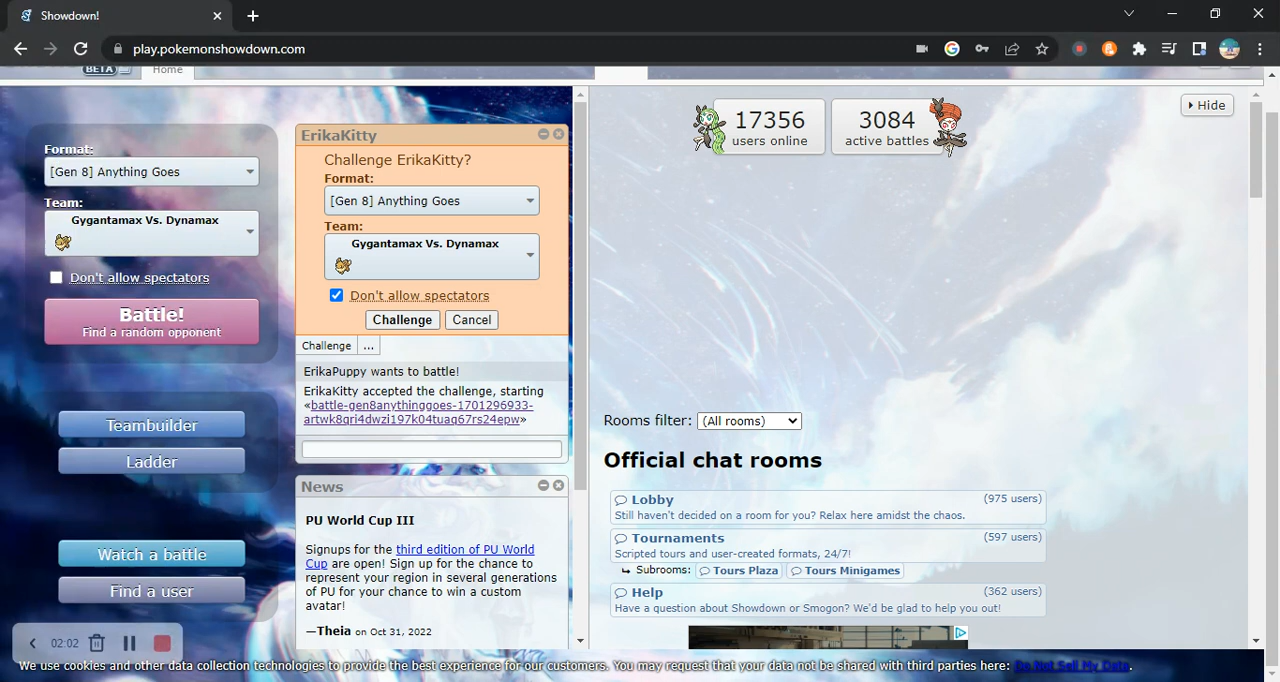 Showdown!
play.pokemonshowdown.com
BETA
Home
Format:
[Gen 8] Anything Goes
Team:
Gygantamax Vs. Dynamax
Don't allow spectators
Battle!
Find a random opponent
Teambuilder
Ladder
Watch a battle
Find a user
02:02
ErikaKitty
Challenge ErikaKitty?
Format:
[Gen 8] Anything Goes
Team:
Gygantamax Vs. Dynamax
Don't allow spectators
Challenge
Cancel
Challenge
...
ErikaPuppy wants to battle!
ErikaKitty accepted the challenge, starting
«battle-gen8anythinggoes-1701296933-
artwk8qri4dwzi197k04tuaq67rs24epw»
News
PU World Cup III
Signups for the third edition of PU World
Cup are open! Sign up for the chance to
represent your region in several generations
of PU for your chance to win a custom
avatar!
—Theia on Oct 31, 2022
17356
users online
3084
active battles
Hide
Rooms filter: (All rooms)
Official chat rooms
Lobby (975 users)
Still haven't decided on a room for you? Relax here amidst the chaos.
Tournaments (597 users)
Scripted tours and user-created formats, 24/7!
Subrooms: Tours Plaza Tours Minigames
Help (362 users)
Have a question about Showdown or Smogon? We'd be glad to help you out!
We use cookies and other data collection technologies to provide the best experience for our customers. You may request that your data not be shared with third parties here: Do Not Sell My Data.